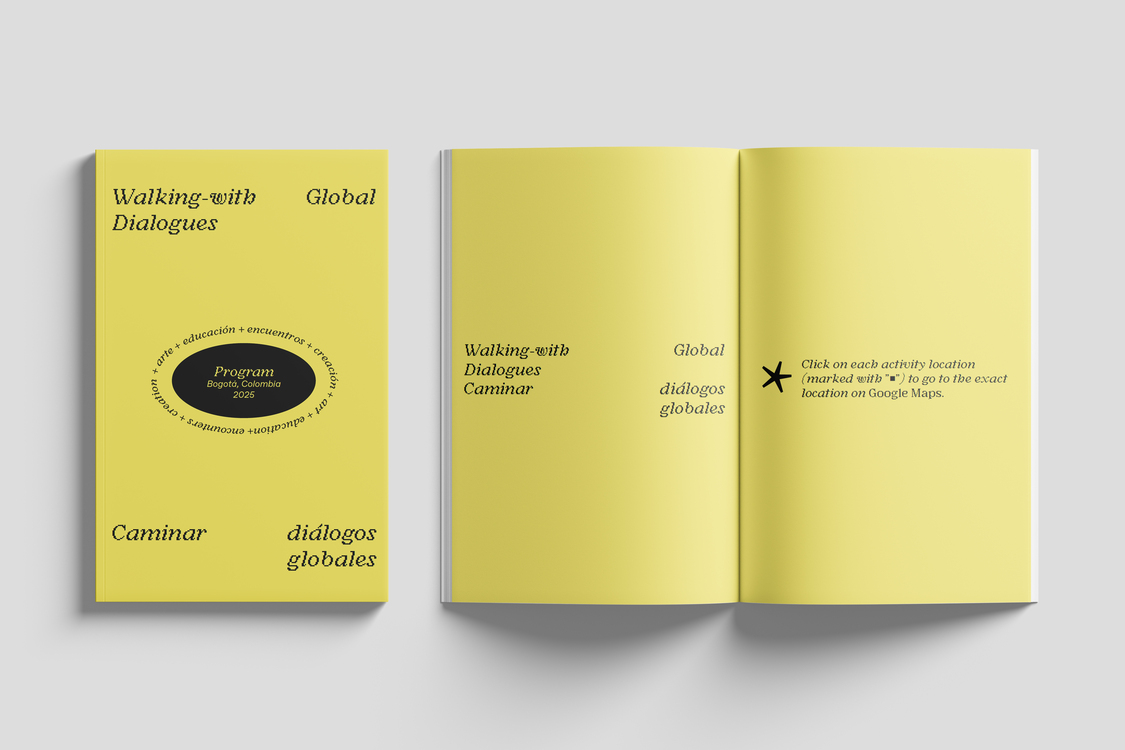 Walking-with Global
Dialogues
+ arte + educación + encuentros + creación
+ art + education + encounters + creation
Program
Bogotá, Colombia
2025
Caminar diálogos
globales
Walking-with Global
Dialogues
Caminar diálogos
globales
Click on each activity location
(marked with "■") to go to the exact
location on Google Maps.